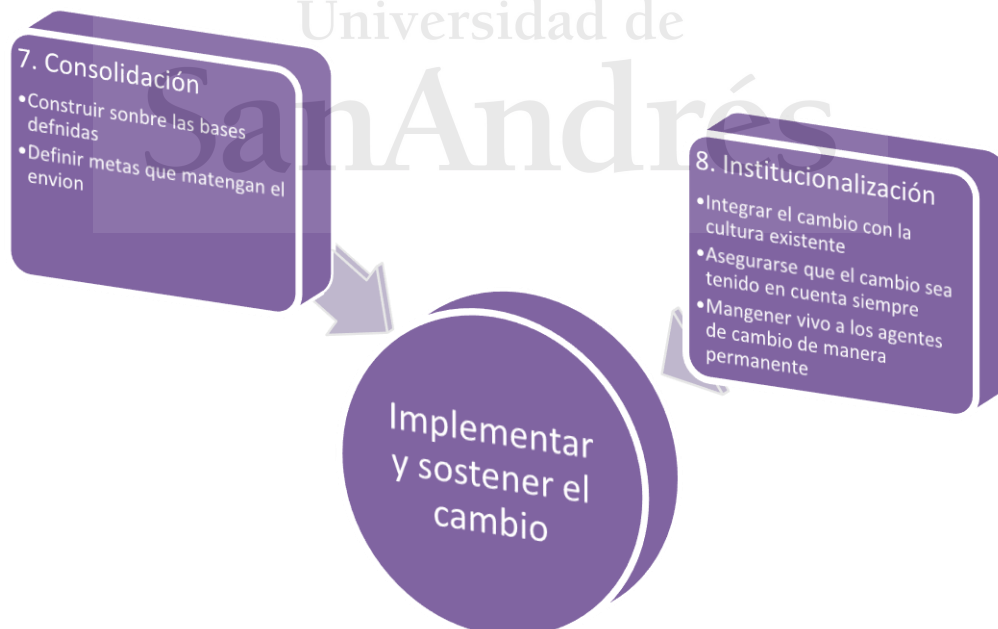 Universidad de
SanAndrés
7. Consolidación
•Construir sonbre las bases
defnidas
•Definir metas que matengan el
envion
8. Institucionalización
•Integrar el cambio con la
cultura existente
•Asegurarse que el cambio sea
tenido en cuenta siempre
•Mangener vivo a los agentes
de cambio de manera
permanente
Implementar
y sostener el
cambio